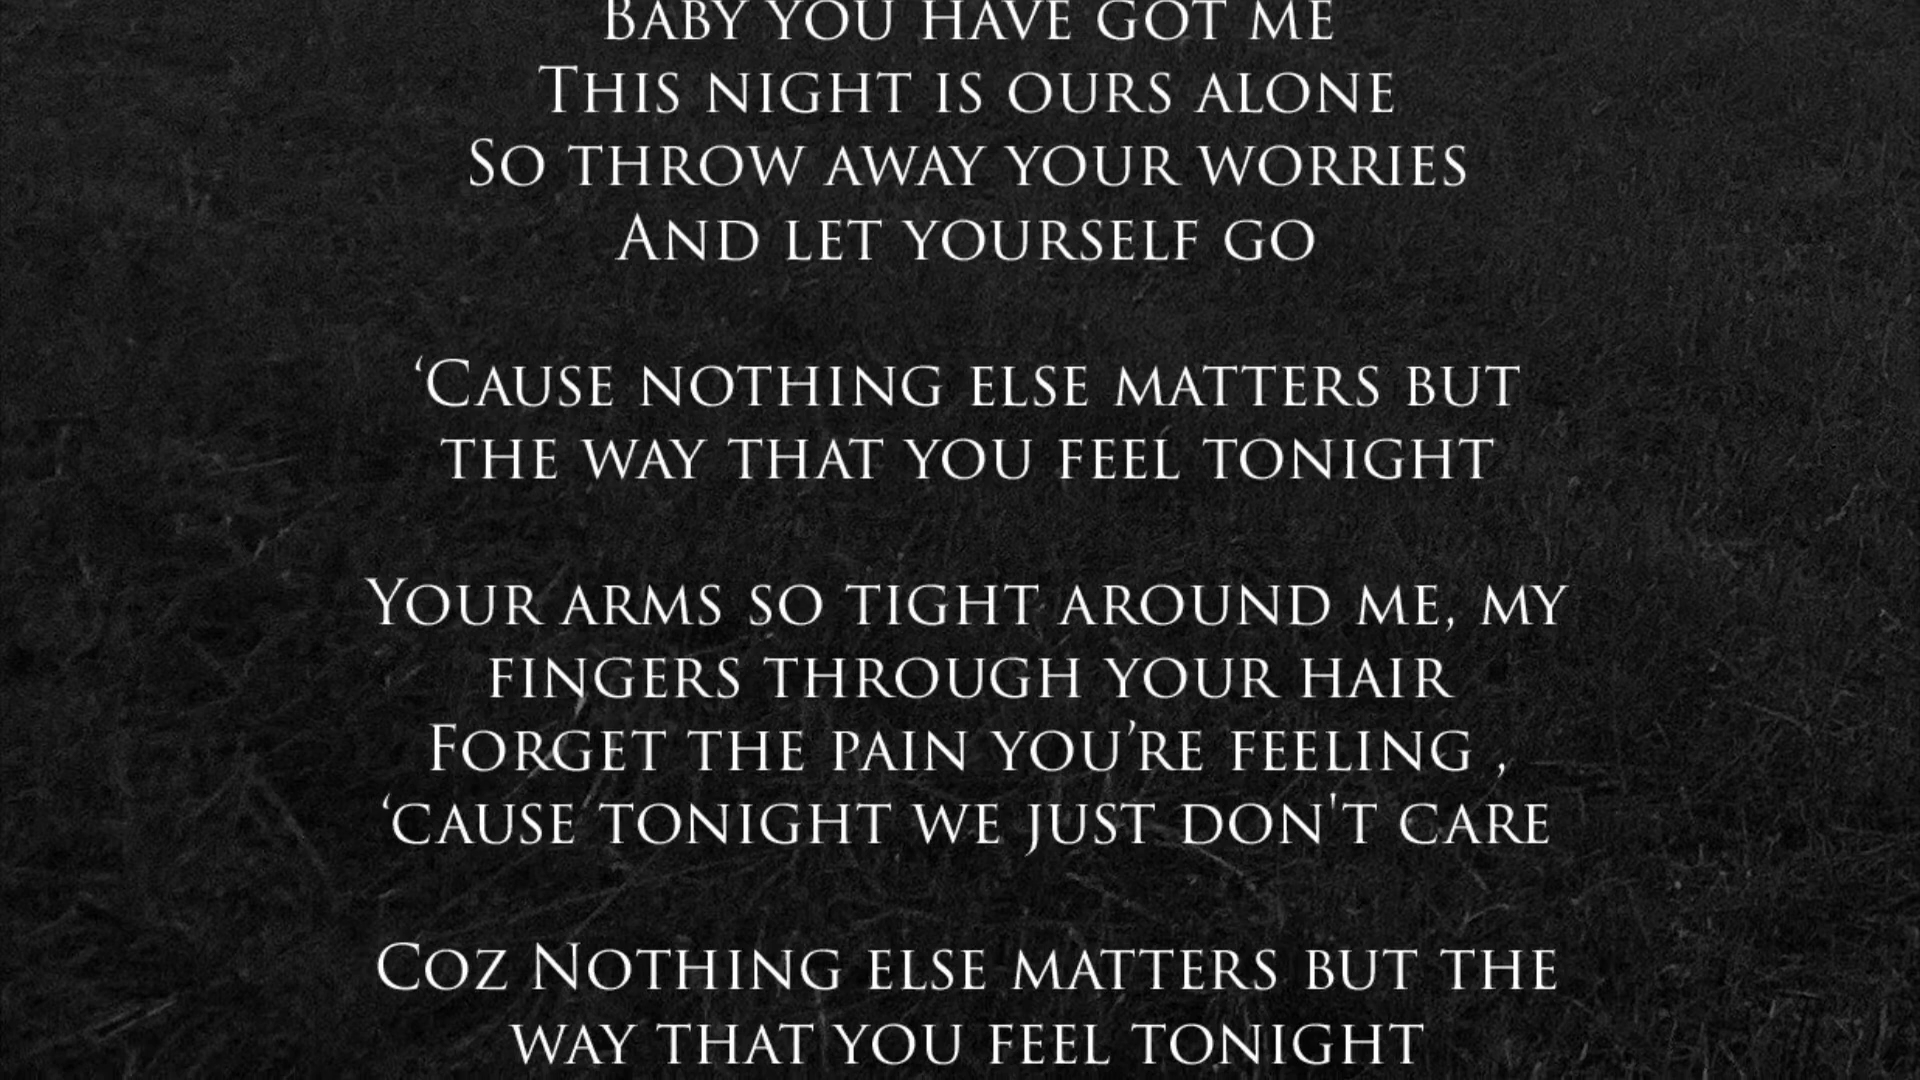 Baby you have got me
This night is ours alone
So throw away your worries
And let yourself go
‘Cause nothing else matters but
the way that you feel tonight
Your arms so tight around me, my
fingers through your hair
Forget the pain you’re feeling ,
‘cause tonight we just don't care
Coz Nothing else matters but the
way that you feel tonight